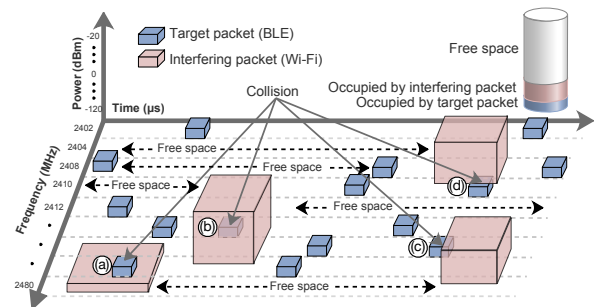 Target packet (BLE)
Interfering packet (Wi-Fi)
Free space
Occupied by interfering packet
Occupied by target packet
Power (dBm)
-20
0
-120
Time (µs)
Collision
Frequency (MHz)
2402
2404
2408
2410
2412
2480
Free space
Free space
Free space
Free space
Free space
(a)
(b)
(c)
(d)